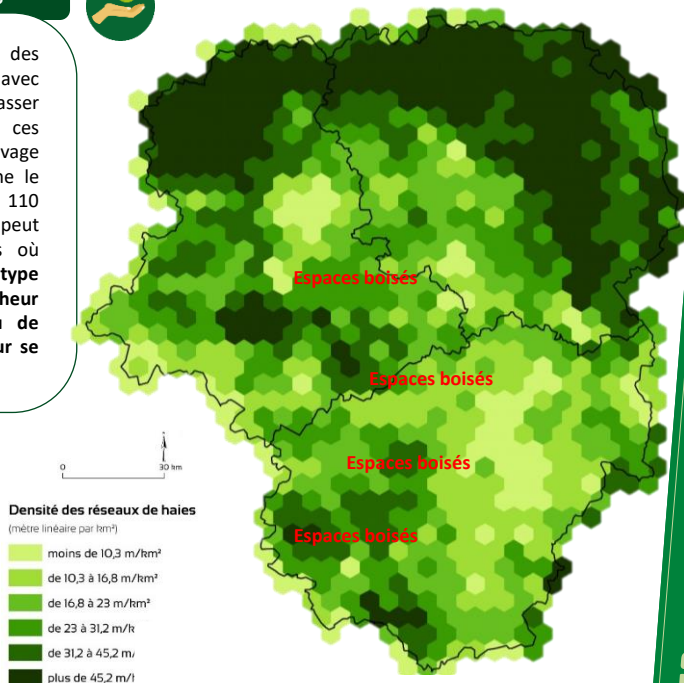 des
avec
asser
ces
vage
ne le
110
peut
s où
type
heur
u de
ur se
Espaces boisés
Espaces boisés
Espaces boisés
Espaces boisés
0 30 km
Densité des réseaux de haies
(mètre linéaire par km²)
moins de 10,3 m/km²
de 10,3 à 16,8 m/km²
de 16,8 à 23 m/km²
de 23 à 31,2 m/k
de 31,2 à 45,2 m/
plus de 45,2 m/